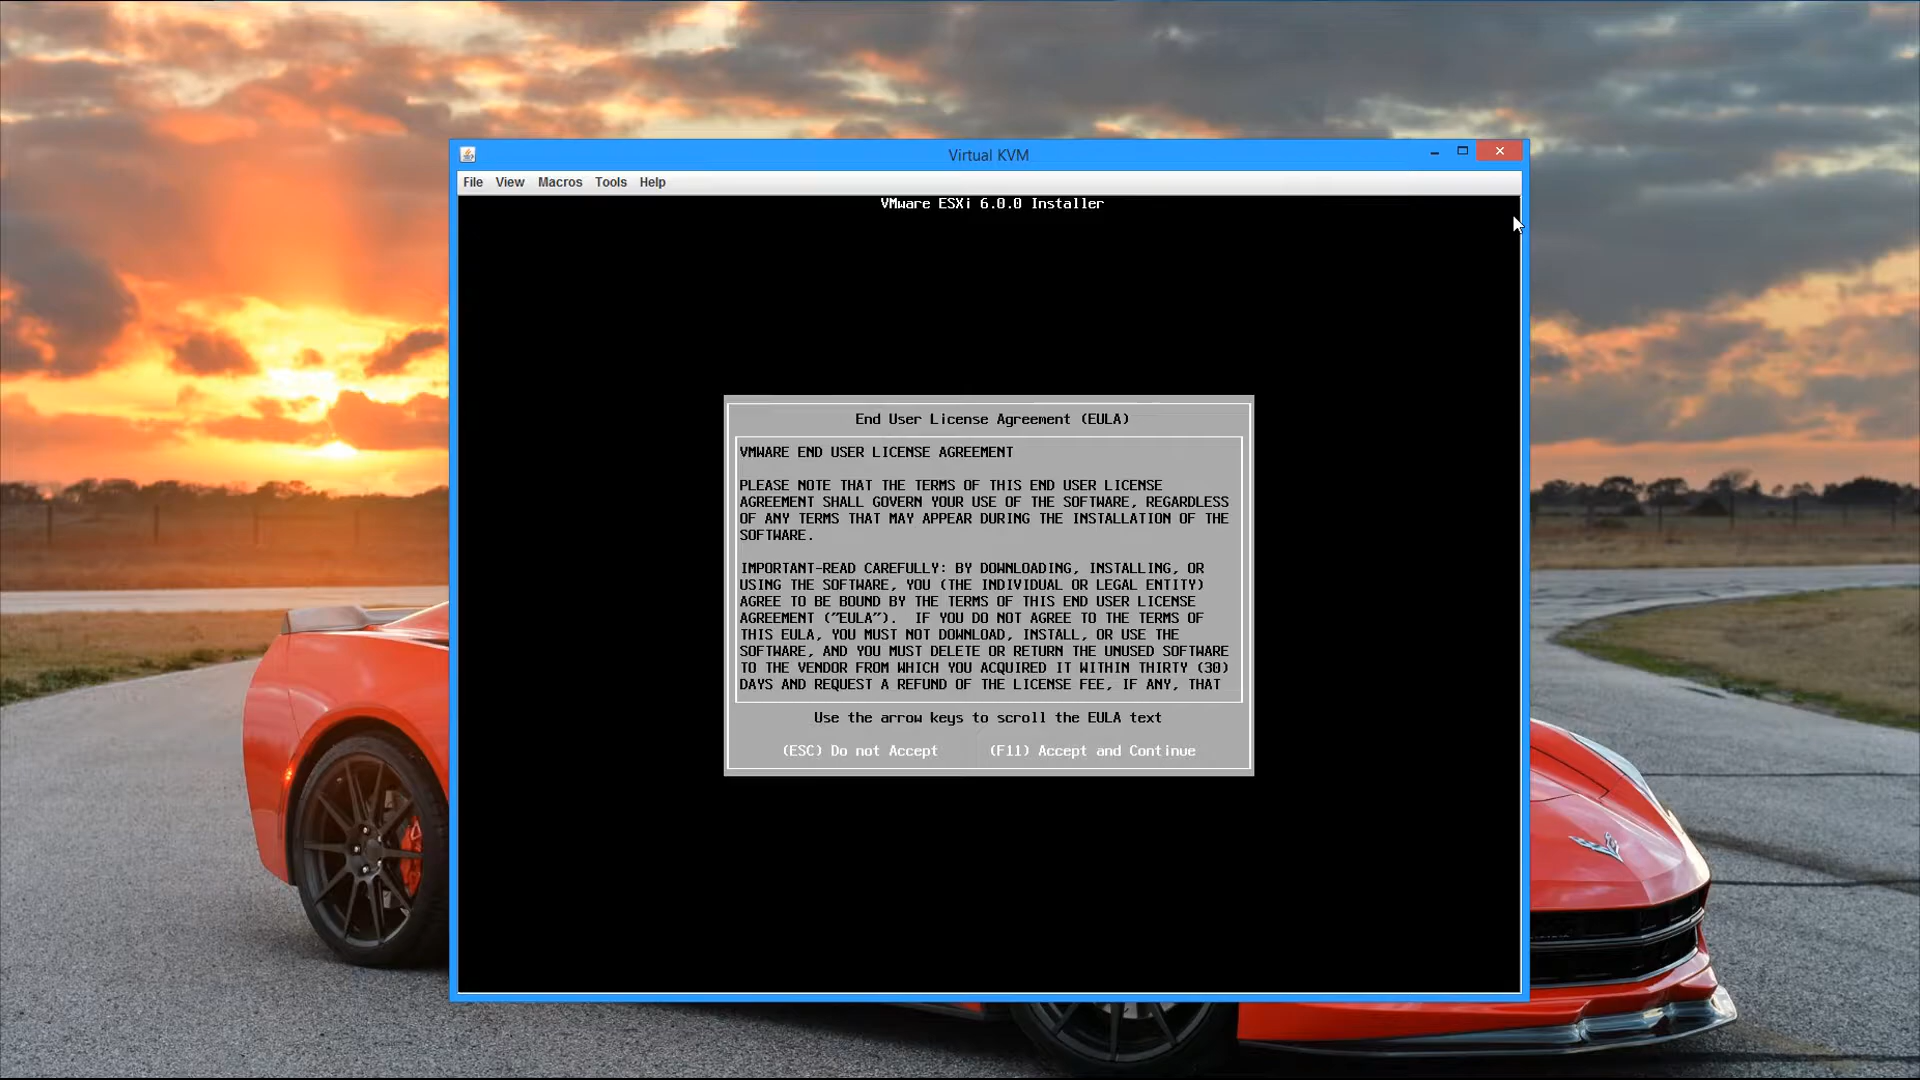 Virtual KVM
File View Macros Tools Help
VMware ESXi 6.0.0 Installer
End User License Agreement (EULA)
VMWARE END USER LICENSE AGREEMENT
PLEASE NOTE THAT THE TERMS OF THIS END USER LICENSE
AGREEMENT SHALL GOVERN YOUR USE OF THE SOFTWARE, REGARDLESS
OF ANY TERMS THAT MAY APPEAR DURING THE INSTALLATION OF THE
SOFTWARE.
IMPORTANT-READ CAREFULLY: BY DOWNLOADING, INSTALLING, OR
USING THE SOFTWARE, YOU (THE INDIVIDUAL OR LEGAL ENTITY)
AGREE TO BE BOUND BY THE TERMS OF THIS END USER LICENSE
AGREEMENT ("EULA").  IF YOU DO NOT AGREE TO THE TERMS OF
THIS EULA, YOU MUST NOT DOWNLOAD, INSTALL, OR USE THE
SOFTWARE, AND YOU MUST DELETE OR RETURN THE UNUSED SOFTWARE
TO THE VENDOR FROM WHICH YOU ACQUIRED IT WITHIN THIRTY (30)
DAYS AND REQUEST A REFUND OF THE LICENSE FEE, IF ANY, THAT
Use the arrow keys to scroll the EULA text
(ESC) Do not Accept (F11) Accept and Continue